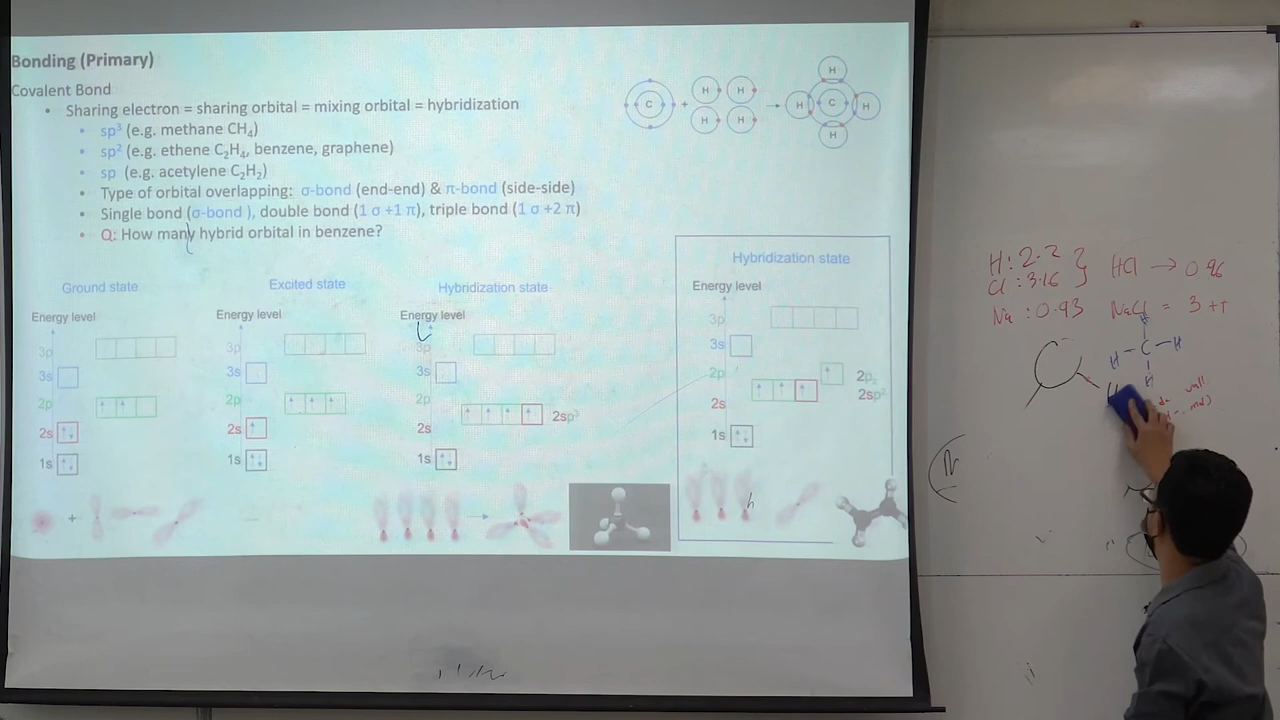 Bonding (Primary)
Covalent Bond
• Sharing electron = sharing orbital = mixing orbital = hybridization
• sp³ (e.g. methane CH₄)
• sp² (e.g. ethene C₂H₄, benzene, graphene)
• sp (e.g. acetylene C₂H₂)
• Type of orbital overlapping: σ-bond (end-end) & π-bond (side-side)
• Single bond (σ-bond ), double bond (1 σ +1 π), triple bond (1 σ +2 π)
• Q: How many hybrid orbital in benzene?
C + H H H H → H H C H H
Ground state
Energy level
3p
3s
2p
2s
1s
+
Excited state
Energy level
3p
3s
2p
2s
1s
Hybridization state
Energy level
3p
3s
2p
2sp³
2s
1s
Hybridization state
Energy level
3p
3s
2p
2p_z
2sp²
2s
1s
H : 2.2
Cl : 3.16
HCl → 0.96
Na : 0.93
NaCl =
H
H - C - H
H